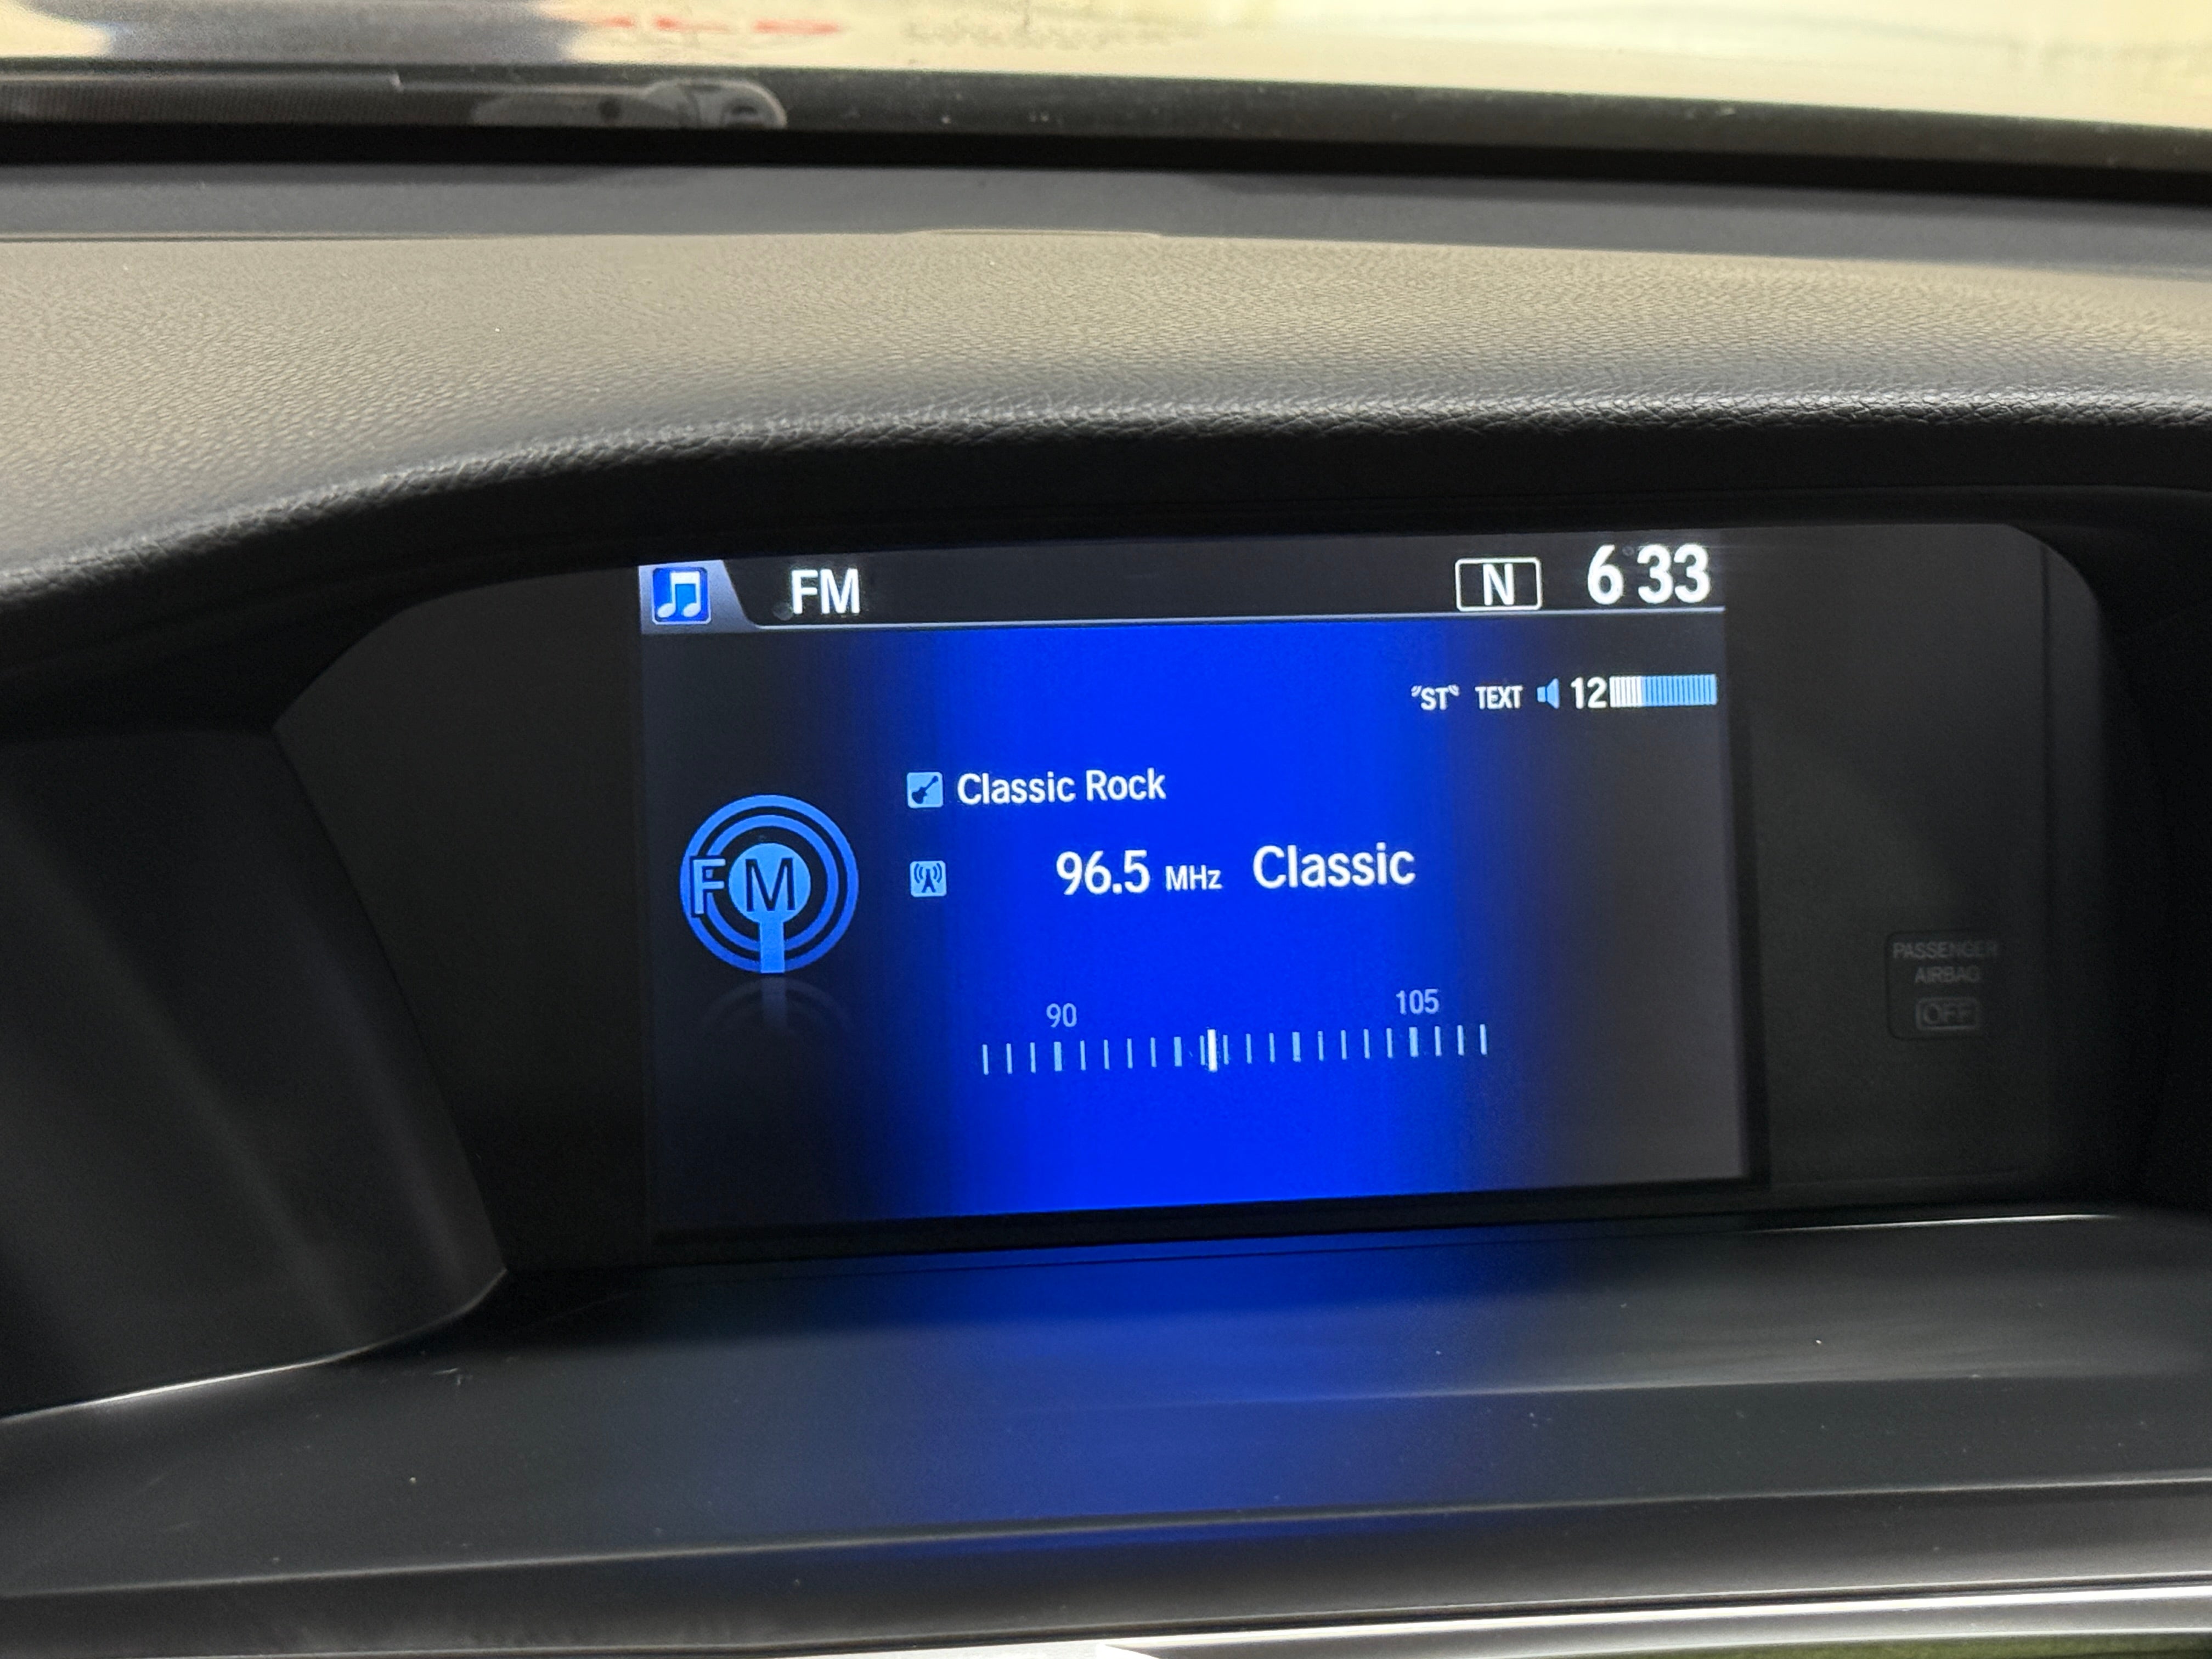 FM N 6:33
"ST" TEXT 12
Classic Rock
FM 96.5 MHz Classic
90 105
PASSENGER
AIRBAG
OFF